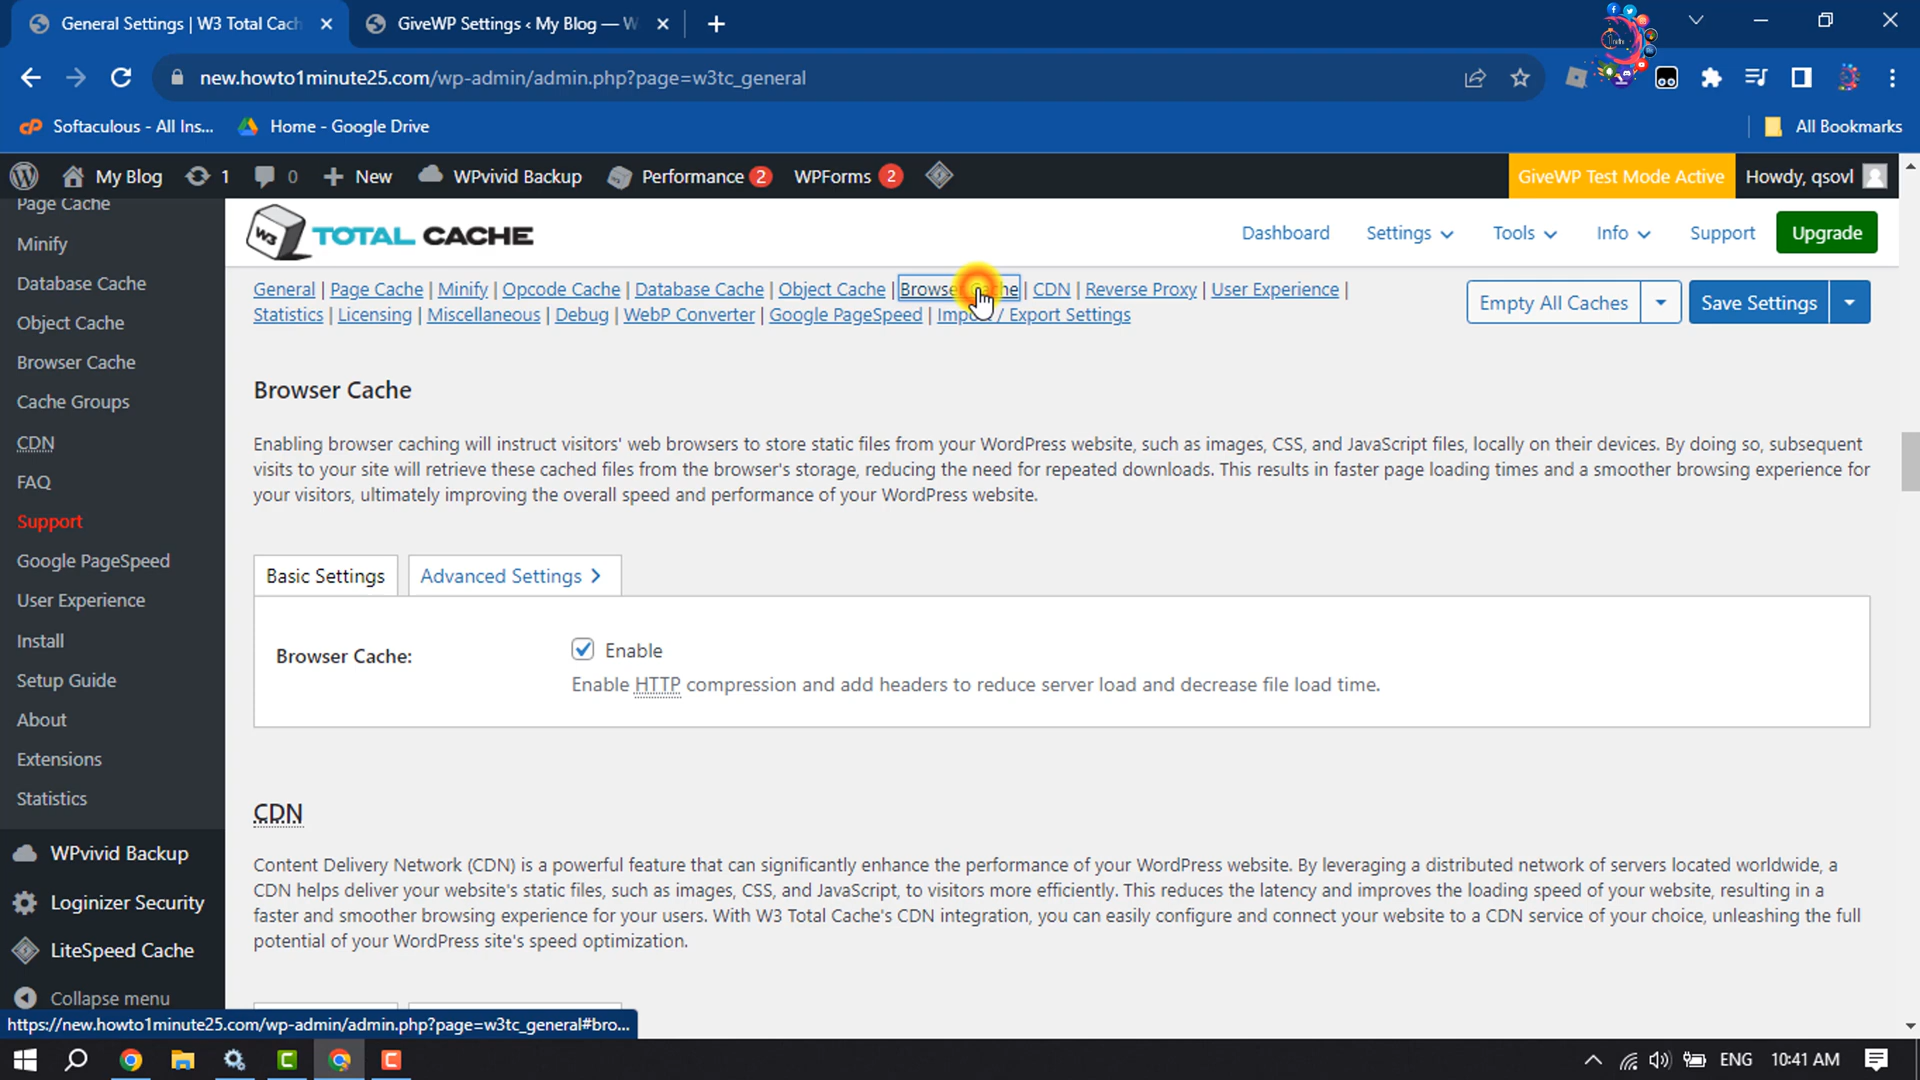 General Settings | W3 Total Cach
GiveWP Settings ‹ My Blog — W
new.howto1minute25.com/wp-admin/admin.php?page=w3tc_general
Softaculous - All Ins...
Home - Google Drive
All Bookmarks
My Blog
1
0
New
WPvivid Backup
Performance 2
WPForms 2
GiveWP Test Mode Active
Howdy, qsovl
Page Cache
Minify
Database Cache
Object Cache
Browser Cache
Cache Groups
CDN
FAQ
Support
Google PageSpeed
User Experience
Install
Setup Guide
About
Extensions
Statistics
WPvivid Backup
Loginizer Security
LiteSpeed Cache
Collapse menu
W3 TOTAL CACHE
Dashboard
Settings
Tools
Info
Support
Upgrade
General | Page Cache | Minify | Opcode Cache | Database Cache | Object Cache | Browser Cache | CDN | Reverse Proxy | User Experience |
Statistics | Licensing | Miscellaneous | Debug | WebP Converter | Google PageSpeed | Import / Export Settings
Empty All Caches
Save Settings
Browser Cache
Enabling browser caching will instruct visitors' web browsers to store static files from your WordPress website, such as images, CSS, and JavaScript files, locally on their devices. By doing so, subsequent
visits to your site will retrieve these cached files from the browser's storage, reducing the need for repeated downloads. This results in faster page loading times and a smoother browsing experience for
your visitors, ultimately improving the overall speed and performance of your WordPress website.
Basic Settings
Advanced Settings
Browser Cache:
Enable
Enable HTTP compression and add headers to reduce server load and decrease file load time.
CDN
Content Delivery Network (CDN) is a powerful feature that can significantly enhance the performance of your WordPress website. By leveraging a distributed network of servers located worldwide, a
CDN helps deliver your website's static files, such as images, CSS, and JavaScript, to visitors more efficiently. This reduces the latency and improves the loading speed of your website, resulting in a
faster and smoother browsing experience for your users. With W3 Total Cache's CDN integration, you can easily configure and connect your website to a CDN service of your choice, unleashing the full
potential of your WordPress site's speed optimization.
https://new.howto1minute25.com/wp-admin/admin.php?page=w3tc_general#bro...
ENG
10:41 AM